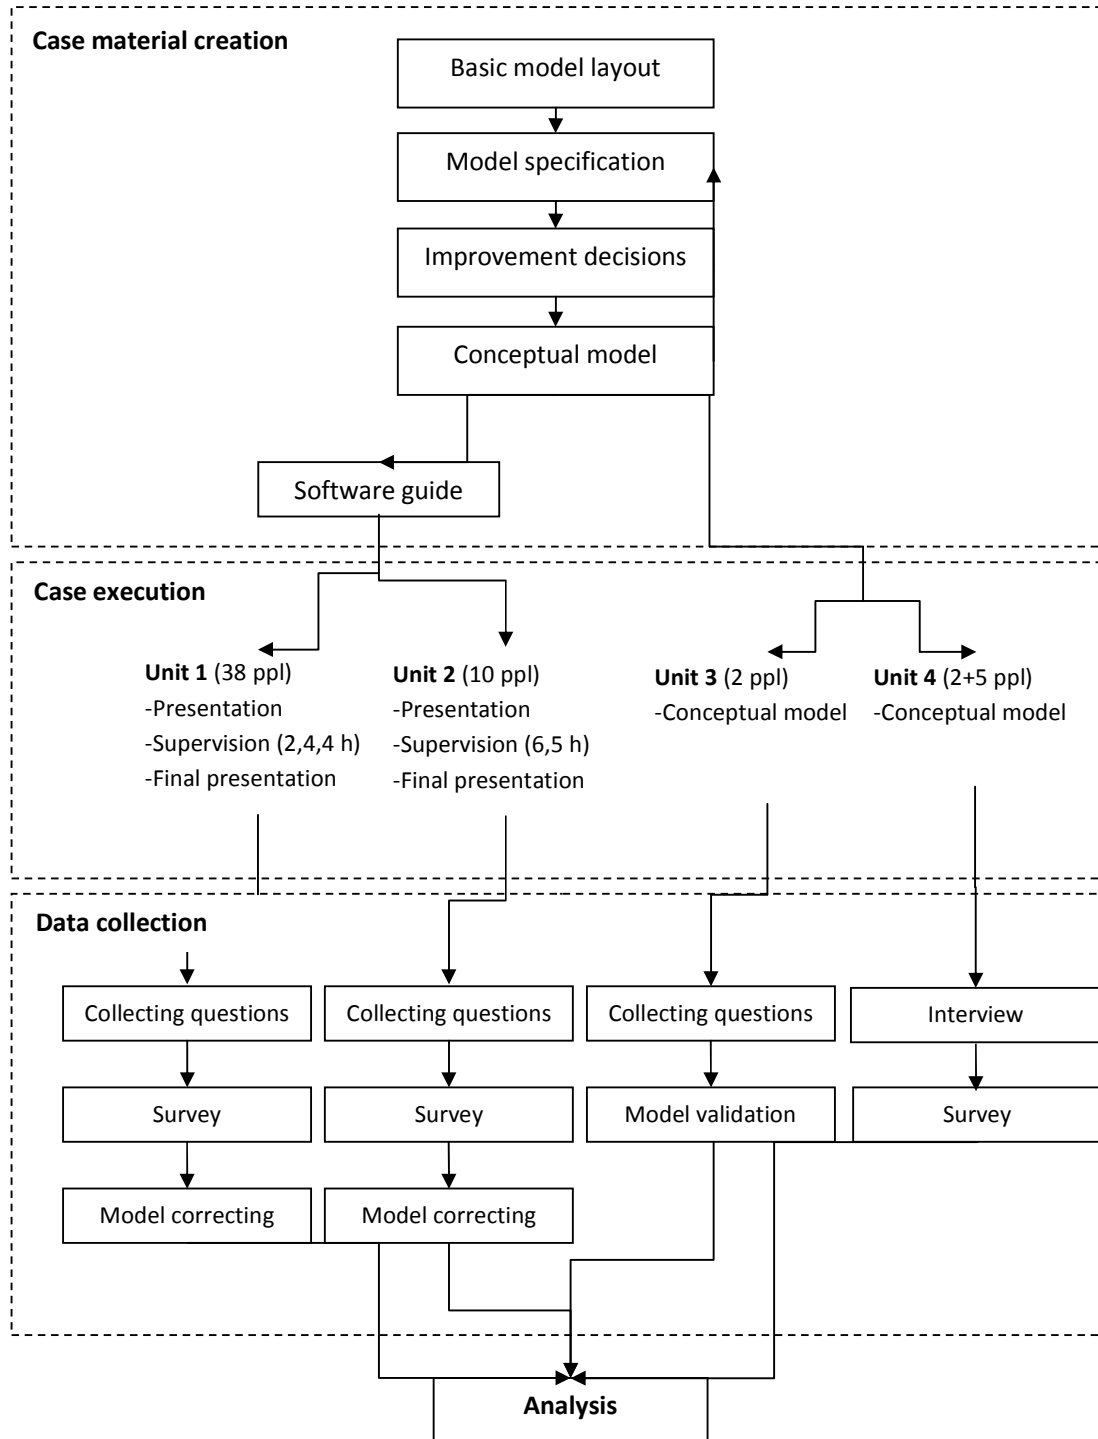 Case material creation
Basic model layout
Model specification
Improvement decisions
Conceptual model
Software guide
Case execution
Unit 1 (38 ppl)
-Presentation
-Supervision (2,4,4 h)
-Final presentation
Unit 2 (10 ppl)
-Presentation
-Supervision (6,5 h)
-Final presentation
Unit 3 (2 ppl)
-Conceptual model
Unit 4 (2+5 ppl)
-Conceptual model
Data collection
Collecting questions
Collecting questions
Collecting questions
Interview
Survey
Survey
Model validation
Survey
Model correcting
Model correcting
Analysis